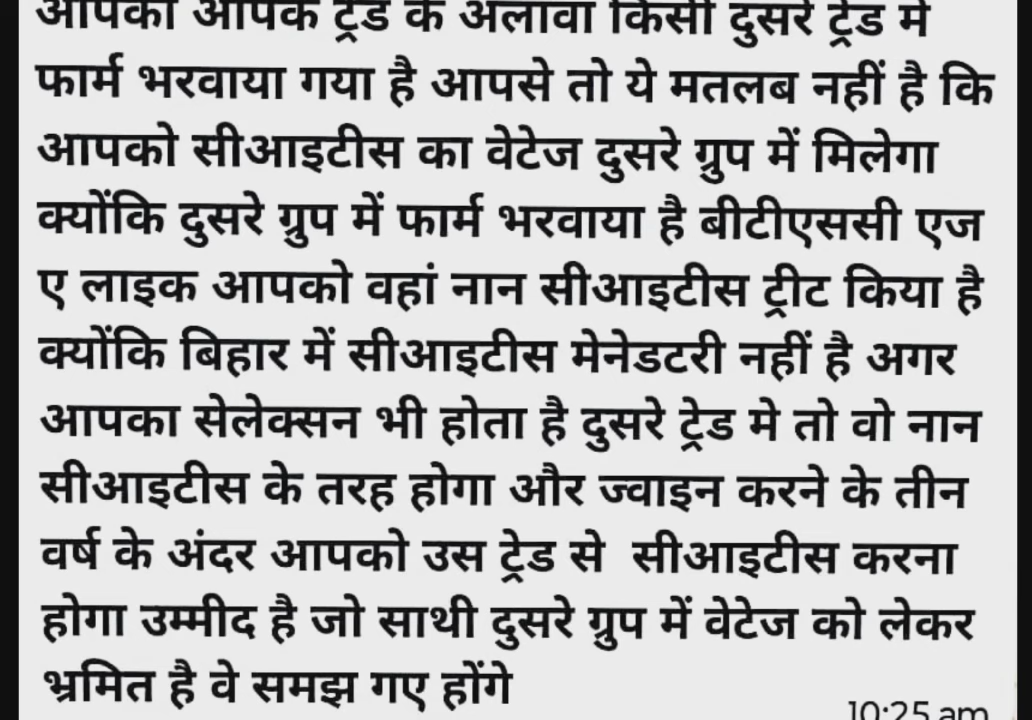 आपको आपके ट्रेड के अलावा किसी दुसरे ट्रेड मे
फार्म भरवाया गया है आपसे तो ये मतलब नहीं है कि
आपको सीआइटीस का वेटेज दुसरे ग्रुप में मिलेगा
क्योंकि दुसरे ग्रुप में फार्म भरवाया है बीटीएससी एज
ए लाइक आपको वहां नान सीआइटीस ट्रीट किया है
क्योंकि बिहार में सीआइटीस मेनेडटरी नहीं है अगर
आपका सेलेक्सन भी होता है दुसरे ट्रेड मे तो वो नान
सीआइटीस के तरह होगा और ज्वाइन करने के तीन
वर्ष के अंदर आपको उस ट्रेड से सीआइटीस करना
होगा उम्मीद है जो साथी दुसरे ग्रुप में वेटेज को लेकर
भ्रमित है वे समझ गए होंगे
10:25 am